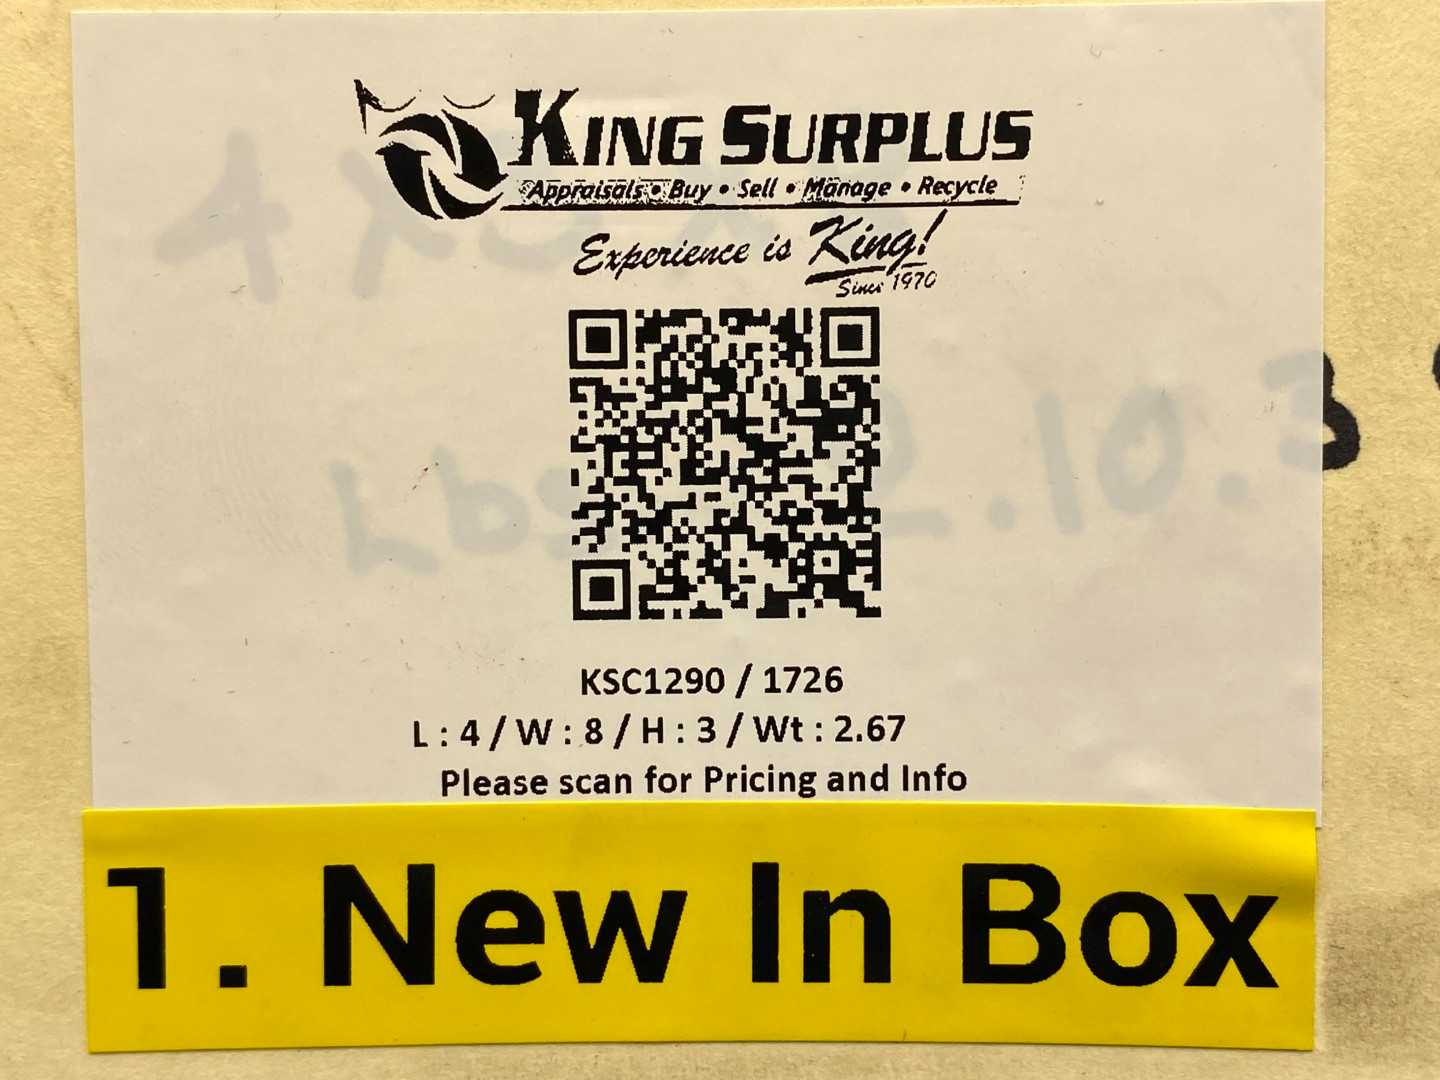 KING SURPLUS
Appraisals • Buy • Sell • Manage • Recycle
Experience is King!
Since 1970
KSC1290 / 1726
L : 4 / W : 8 / H : 3 / Wt : 2.67
Please scan for Pricing and Info
1. New In Box